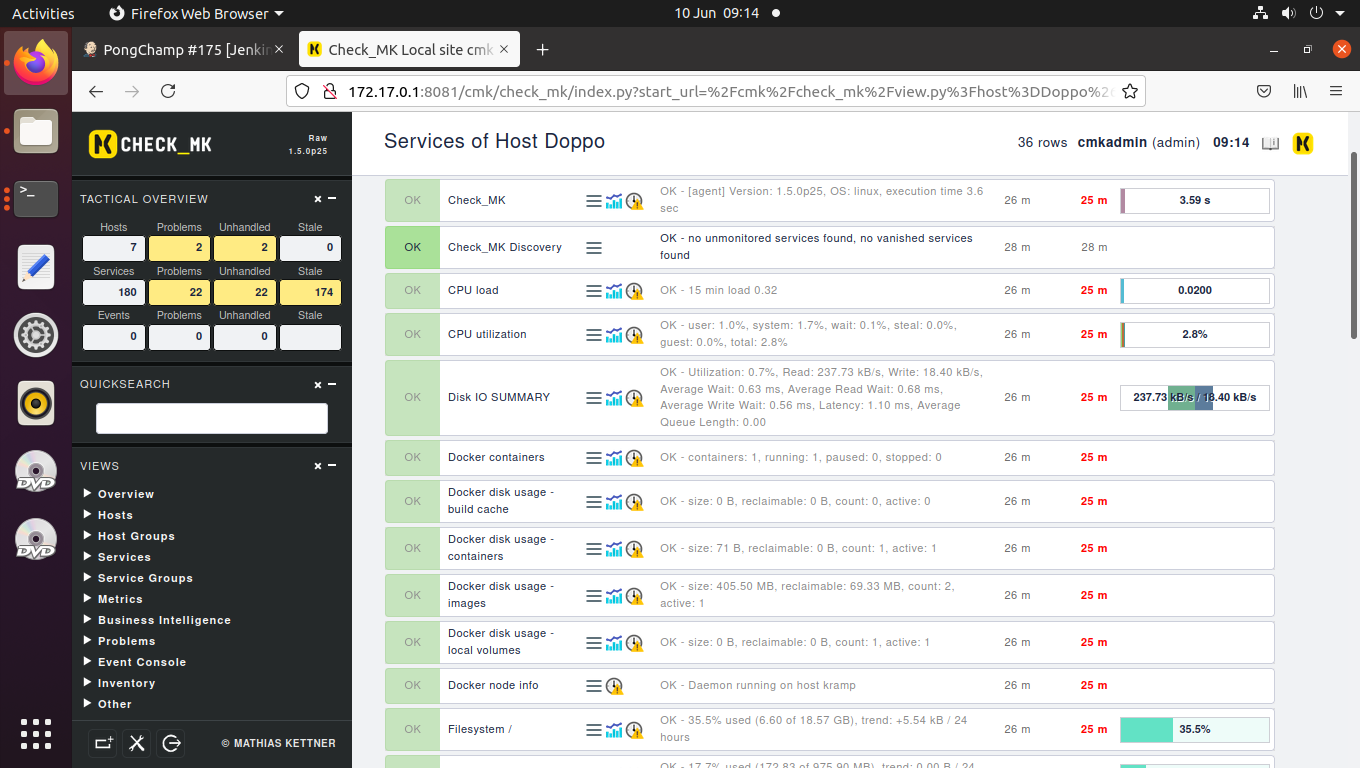 Activities
Firefox Web Browser
10 Jun 09:14
PongChamp #175 [Jenki
Check_MK Local site cmk
172.17.0.1:8081/cmk/check_mk/index.py?start_url=%2Fcmk%2Fcheck_mk%2Fview.py%3Fhost%3DDoppo%2
CHECK_MK
Raw
1.5.0p25
Services of Host Doppo
36 rows cmkadmin (admin) 09:14
TACTICAL OVERVIEW
Hosts Problems Unhandled Stale
7 2 2 0
Services Problems Unhandled Stale
180 22 22 174
Events Problems Unhandled Stale
0 0 0
QUICKSEARCH
VIEWS
Overview
Hosts
Host Groups
Services
Service Groups
Metrics
Business Intelligence
Problems
Event Console
Inventory
Other
© MATHIAS KETTNER
OK Check_MK OK - [agent] Version: 1.5.0p25, OS: linux, execution time 3.6 26 m 25 m 3.59 s
sec
OK Check_MK Discovery OK - no unmonitored services found, no vanished services 28 m 28 m
found
OK CPU load OK - 15 min load 0.32 26 m 25 m 0.0200
OK CPU utilization OK - user: 1.0%, system: 1.7%, wait: 0.1%, steal: 0.0%, 26 m 25 m 2.8%
guest: 0.0%, total: 2.8%
OK Disk IO SUMMARY OK - Utilization: 0.7%, Read: 237.73 kB/s, Write: 18.40 kB/s, 26 m 25 m 237.73 kB/s / 18.40 kB/s
Average Wait: 0.63 ms, Average Read Wait: 0.68 ms,
Average Write Wait: 0.56 ms, Latency: 1.10 ms, Average
Queue Length: 0.00
OK Docker containers OK - containers: 1, running: 1, paused: 0, stopped: 0 26 m 25 m
OK Docker disk usage - OK - size: 0 B, reclaimable: 0 B, count: 0, active: 0 26 m 25 m
build cache
OK Docker disk usage - OK - size: 71 B, reclaimable: 0 B, count: 1, active: 1 26 m 25 m
containers
OK Docker disk usage - OK - size: 405.50 MB, reclaimable: 69.33 MB, count: 2, 26 m 25 m
images active: 1
OK Docker disk usage - OK - size: 0 B, reclaimable: 0 B, count: 1, active: 1 26 m 25 m
local volumes
OK Docker node info OK - Daemon running on host kramp 26 m 25 m
OK Filesystem / OK - 35.5% used (6.60 of 18.57 GB), trend: +5.54 kB / 24 26 m 25 m 35.5%
hours
OK - 17.7% used (172.83 of 975.90 MB), trend: 0.00 B / 24